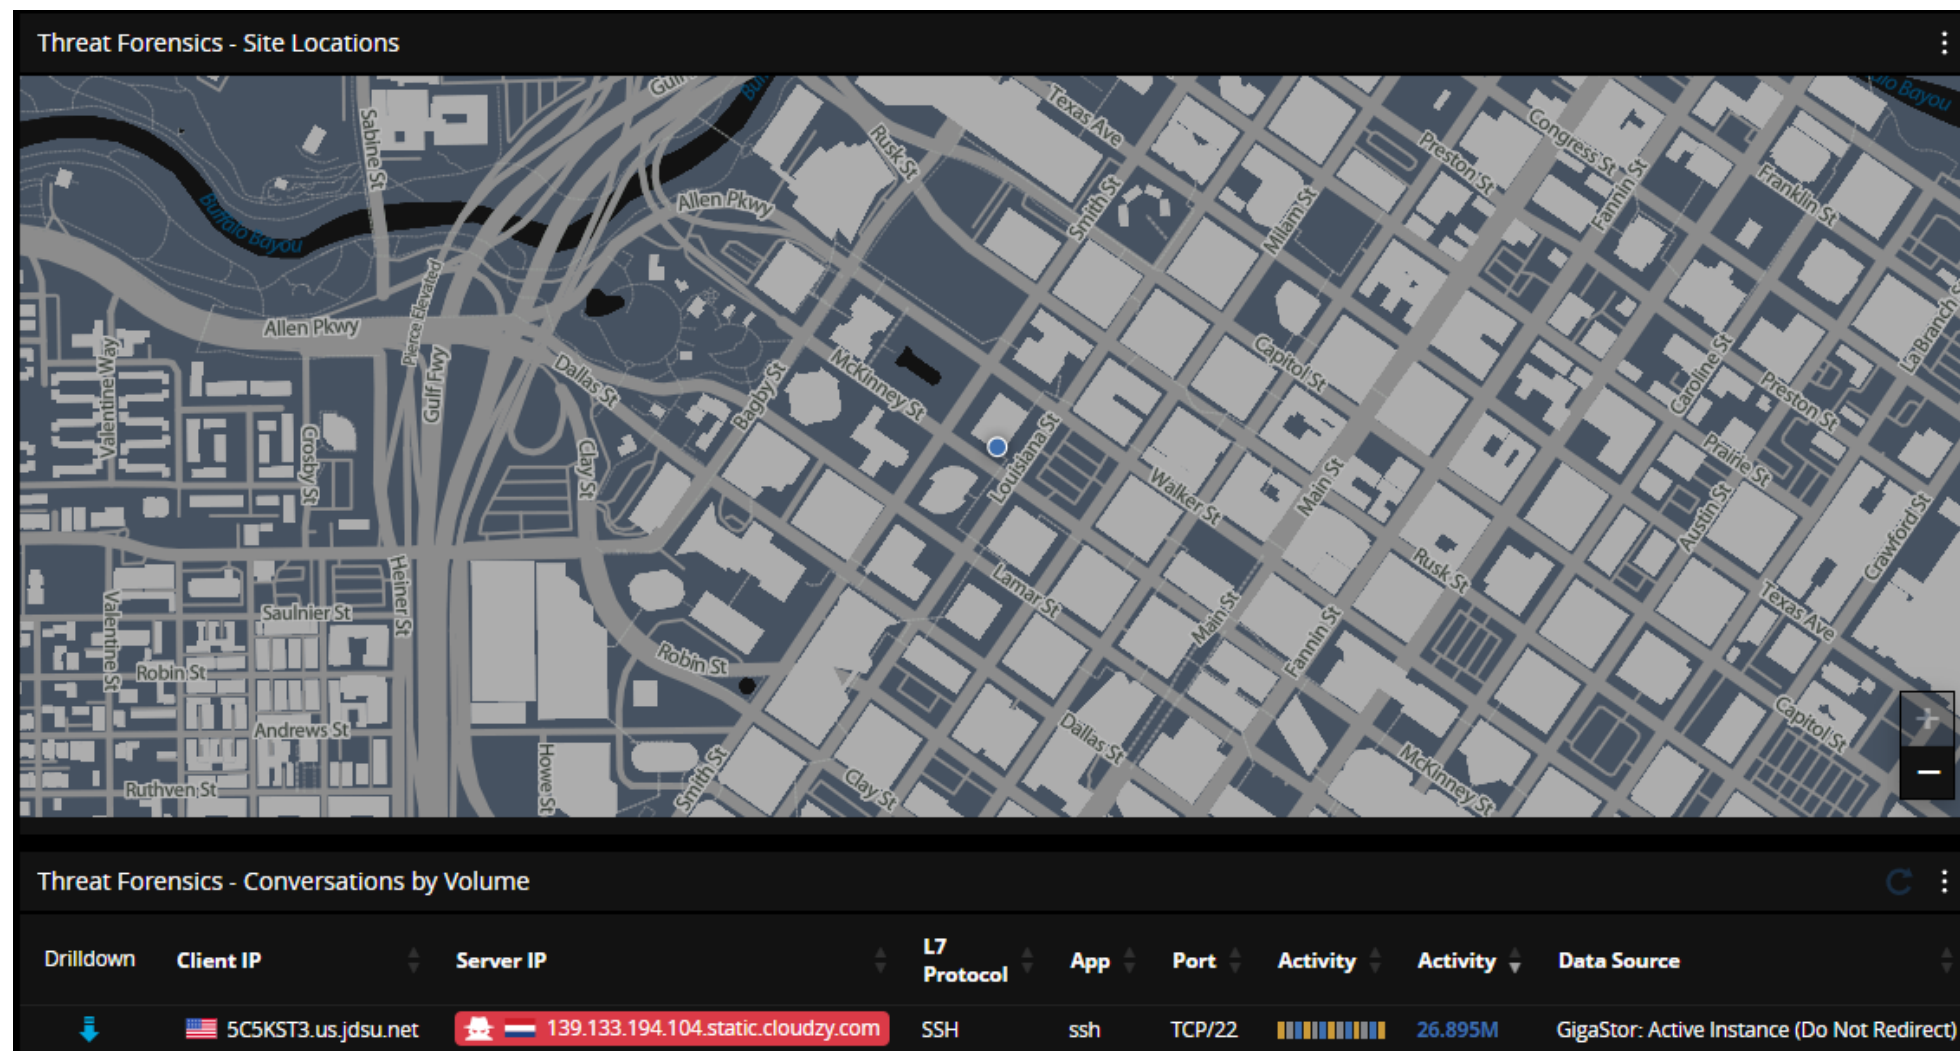 Threat Forensics - Site Locations
Texas Ave
Sabine St
Rusk St
Congress St
Preston St
Fannin St
Franklin St
Allen Pkwy
Smith St
Milam St
Buffalo Bayou
Pierce Elevated
Allen Pkwy
Valentine Way
Gulf Fwy
Dallas St
McKinney St
Bagby St
Capitol St
Caroline St
Preston St
Crosby St
Clay St
Louisiana St
Walker St
Main St
Prairie St
Austin St
Crawford St
Heiner St
Lamar St
Rusk St
Valentine St
Saulnier St
Main St
Fannin St
Texas Ave
Robin St
Robin St
Andrews St
Dallas St
Capitol St
Howe St
Smith St
Clay St
McKinney St
Ruthven St
+
−
Threat Forensics - Conversations by Volume
Drilldown Client IP Server IP L7 Protocol App Port Activity Activity Data Source
5C5KST3.us.jdsu.net 139.133.194.104.static.cloudzy.com SSH ssh TCP/22 26.895M GigaStor: Active Instance (Do Not Redirect)